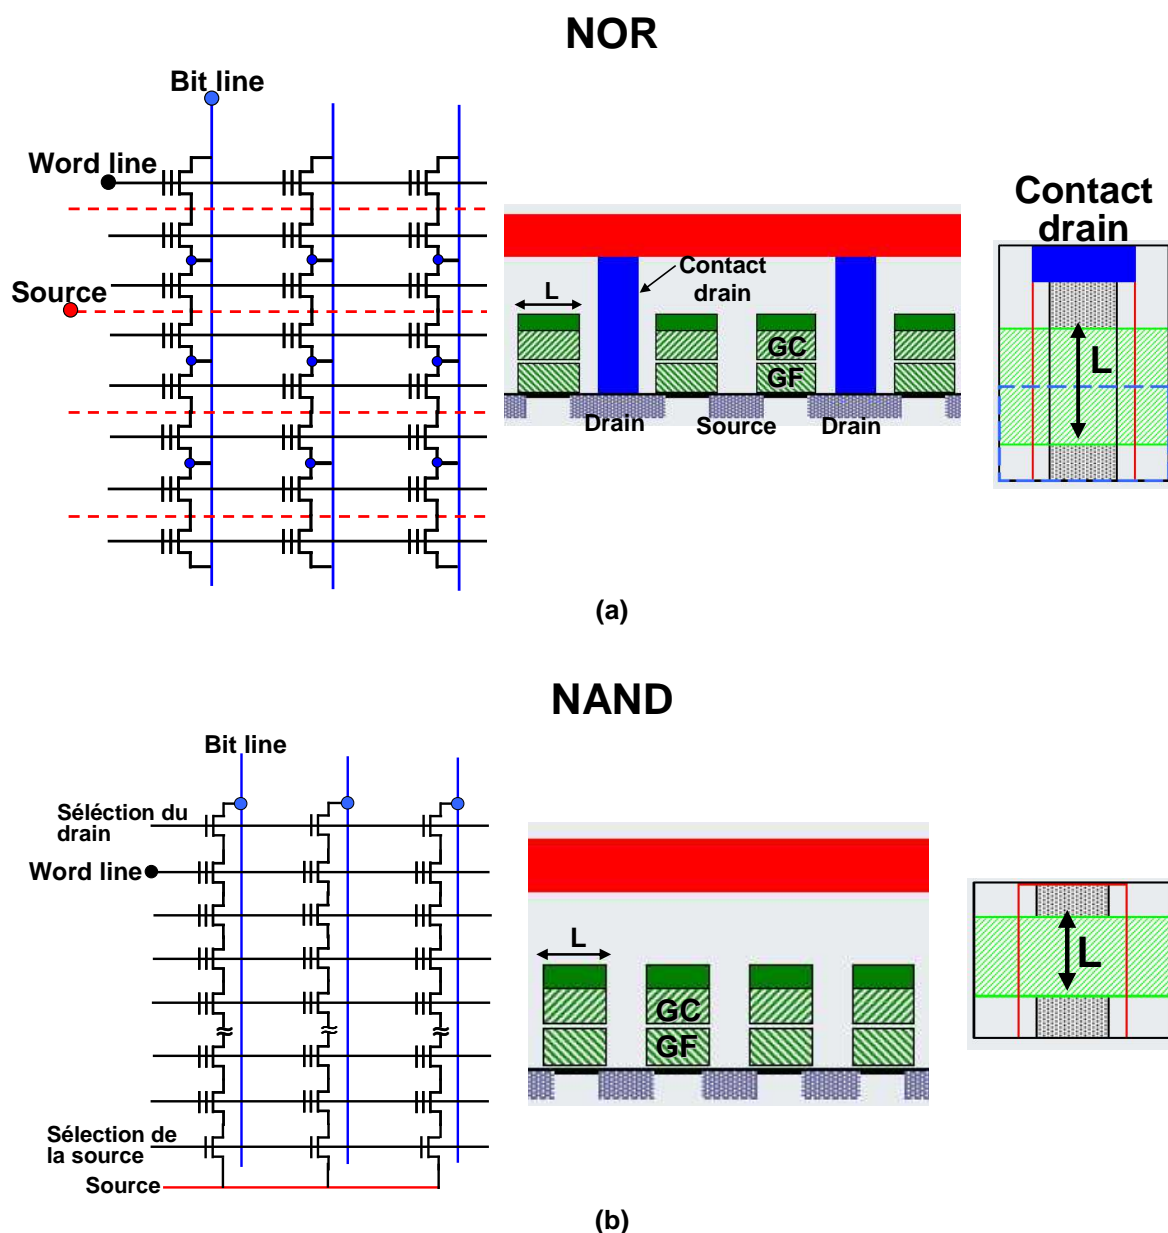 NOR
Bit line
Word line
Source
L
Contact
drain
GC
GF
Drain
Source
Drain
Contact
drain
L
(a)
NAND
Bit line
Séléction du
drain
Word line
Sélection de
la source
Source
L
GC
GF
L
(b)